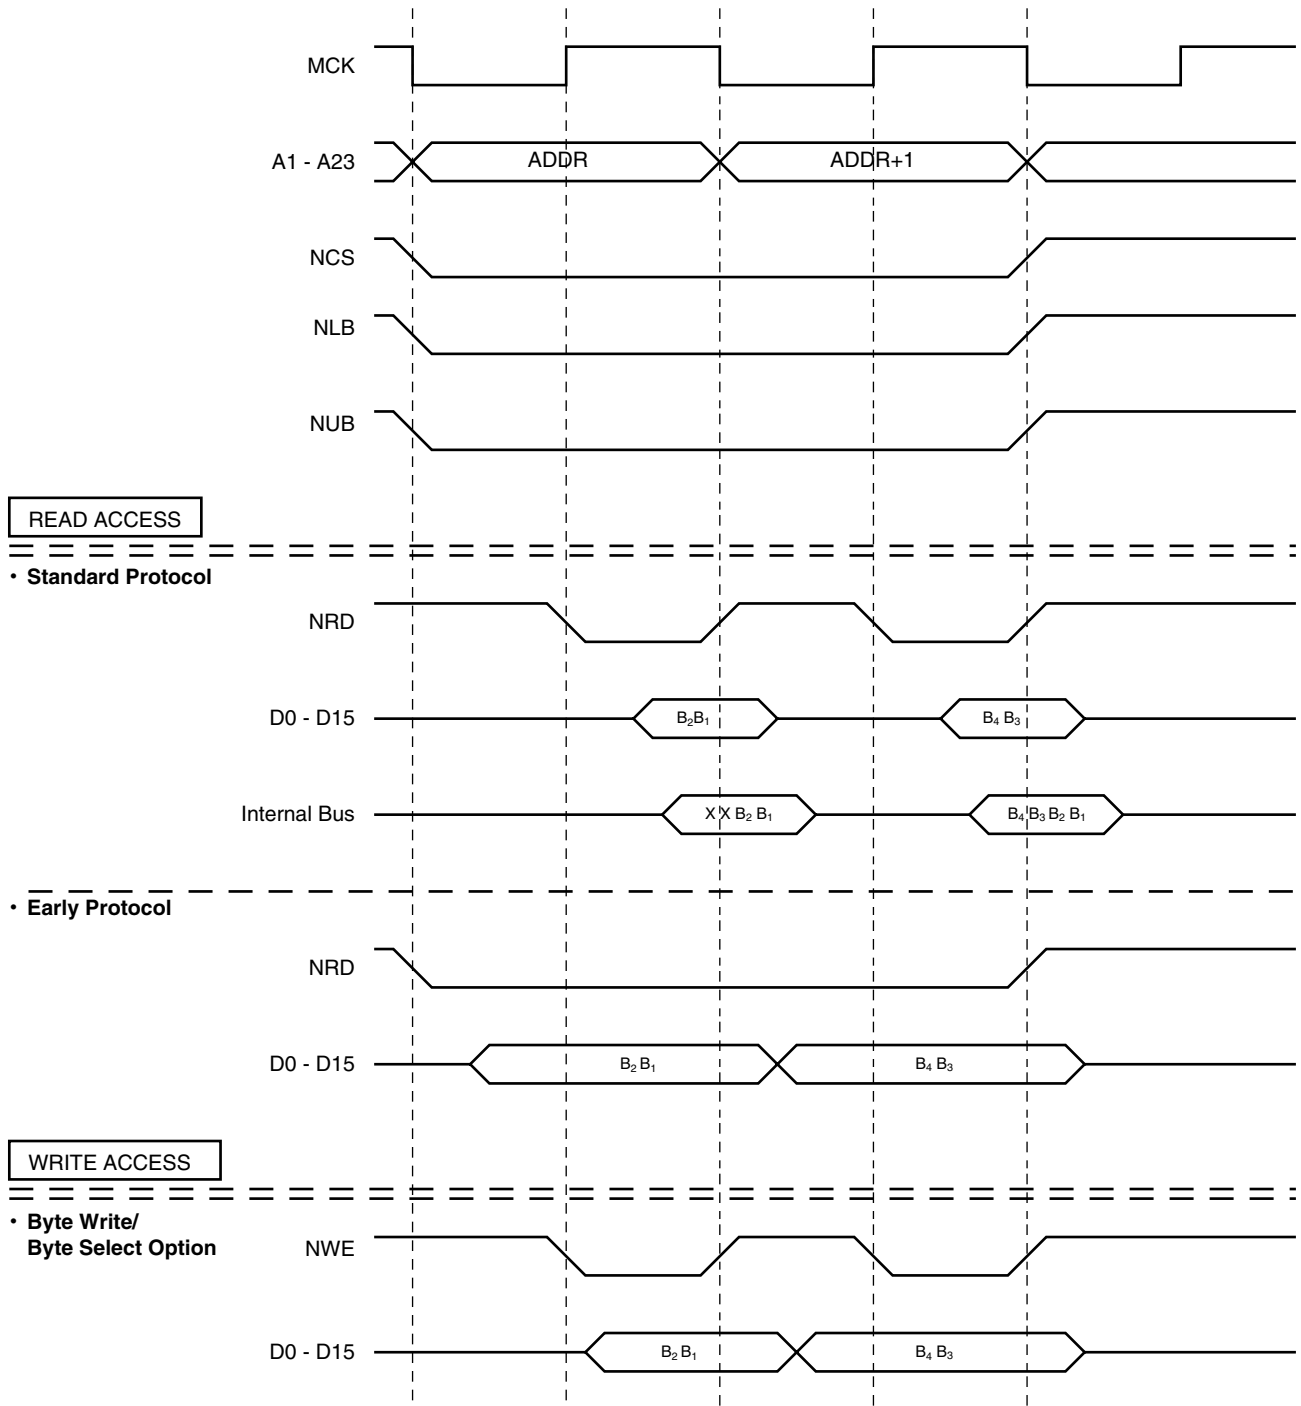 MCK
A1 - A23
ADDR
ADDR+1
NCS
NLB
NUB
READ ACCESS
• Standard Protocol
NRD
D0 - D15
B₂B₁
B₄ B₃
Internal Bus
X X B₂ B₁
B₄ B₃ B₂ B₁
• Early Protocol
NRD
D0 - D15
B₂ B₁
B₄ B₃
WRITE ACCESS
• Byte Write/
Byte Select Option
NWE
D0 - D15
B₂ B₁
B₄ B₃